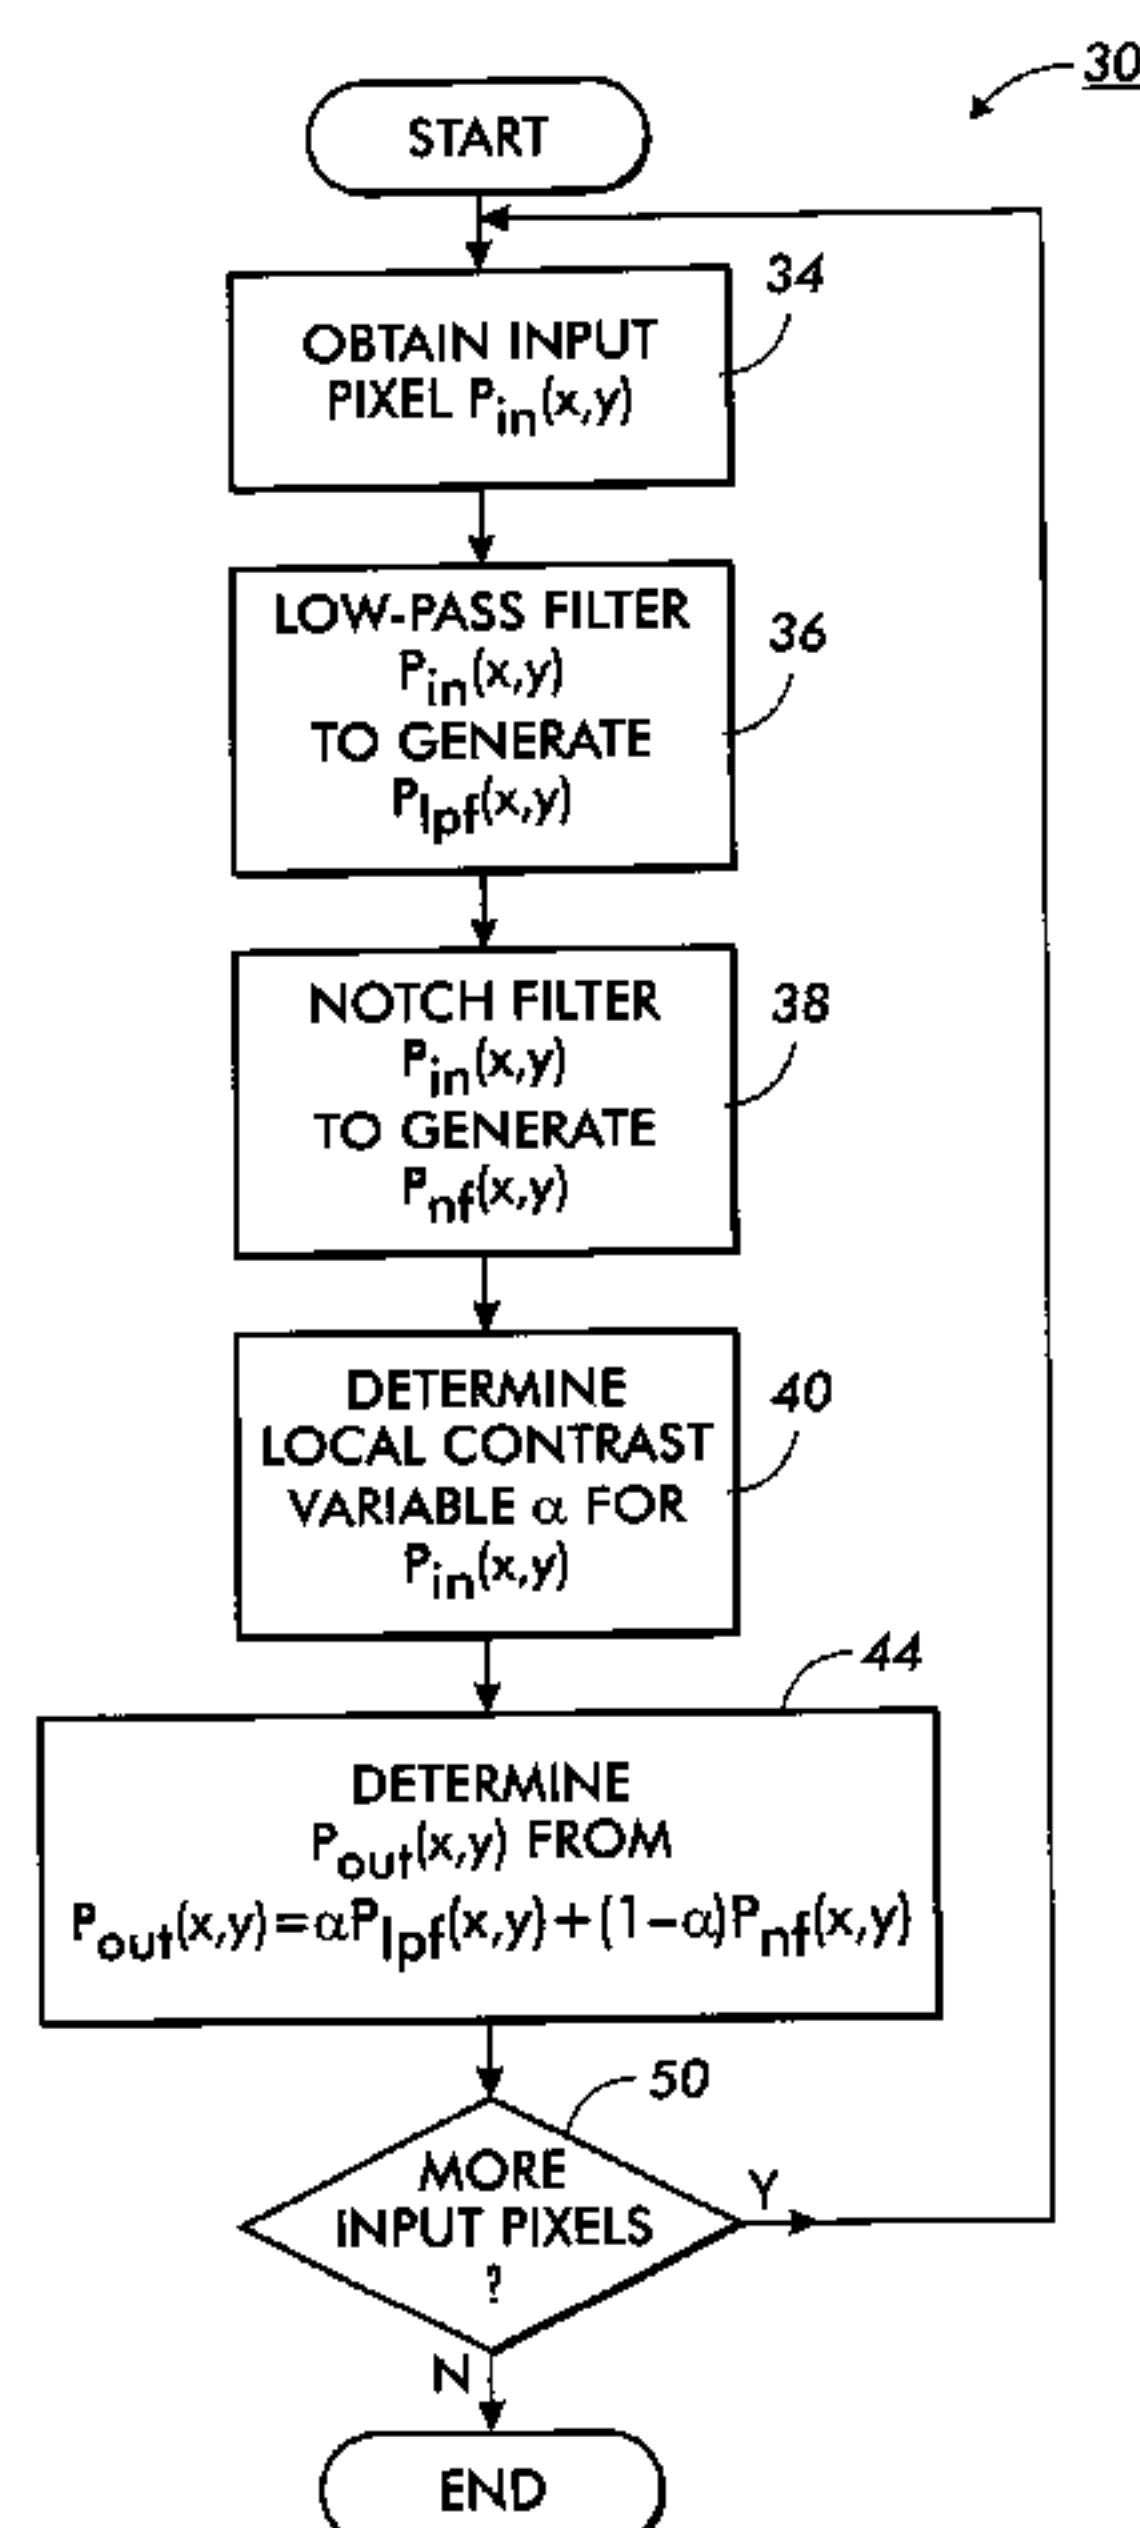 30
START
34
OBTAIN INPUT
PIXEL Pin(x,y)
LOW-PASS FILTER
36
Pin(x,y)
TO GENERATE
Plpf(x,y)
NOTCH FILTER
38
Pin(x,y)
TO GENERATE
Pnf(x,y)
DETERMINE
40
LOCAL CONTRAST
VARIABLE α FOR
Pin(x,y)
44
DETERMINE
Pout(x,y) FROM
Pout(x,y)=αPlpf(x,y)+(1-α)Pnf(x,y)
50
MORE
INPUT PIXELS
?
Y
N
END